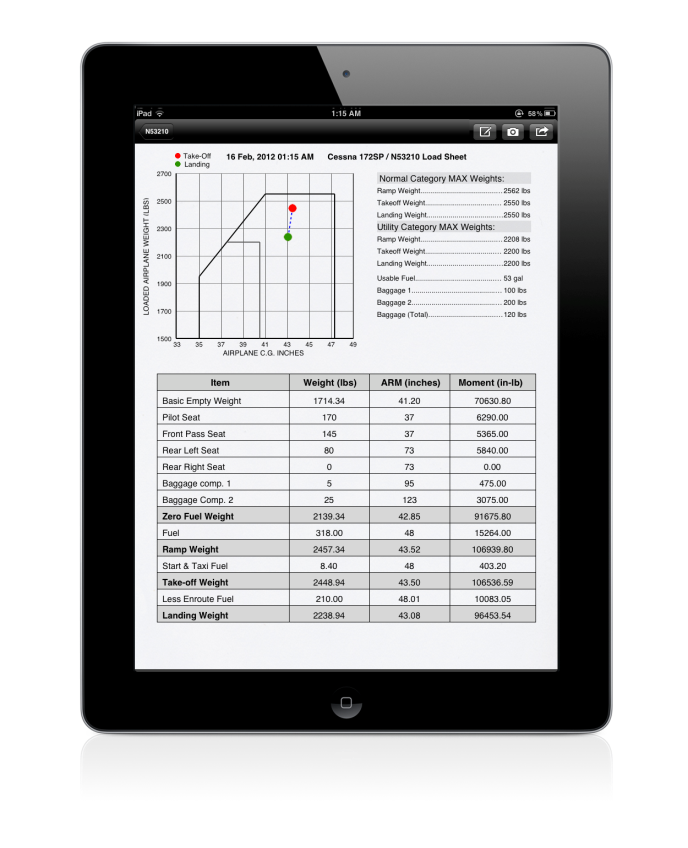 iPad 1:15 AM 58%
N53210
Take-Off
Landing
16 Feb, 2012 01:15 AM Cessna 172SP / N53210 Load Sheet
LOADED AIRPLANE WEIGHT (LBS)
2700
2500
2300
2100
1900
1700
1500
33 35 37 39 41 43 45 47 49
AIRPLANE C.G. INCHES
Normal Category MAX Weights:
Ramp Weight.......................... 2562 lbs
Takeoff Weight.......................... 2550 lbs
Landing Weight.......................... 2550 lbs
Utility Category MAX Weights:
Ramp Weight.......................... 2208 lbs
Takeoff Weight.......................... 2200 lbs
Landing Weight.......................... 2200 lbs
Usable Fuel.......................... 53 gal
Baggage 1.......................... 100 lbs
Baggage 2.......................... 200 lbs
Baggage (Total).......................... 120 lbs
Item Weight (lbs) ARM (inches) Moment (in-lb)
Basic Empty Weight 1714.34 41.20 70630.80
Pilot Seat 170 37 6290.00
Front Pass Seat 145 37 5365.00
Rear Left Seat 80 73 5840.00
Rear Right Seat 0 73 0.00
Baggage comp. 1 5 95 475.00
Baggage Comp. 2 25 123 3075.00
Zero Fuel Weight 2139.34 42.85 91675.80
Fuel 318.00 48 15264.00
Ramp Weight 2457.34 43.52 106939.80
Start & Taxi Fuel 8.40 48 403.20
Take-off Weight 2448.94 43.50 106536.59
Less Enroute Fuel 210.00 48.01 10083.05
Landing Weight 2238.94 43.08 96453.54